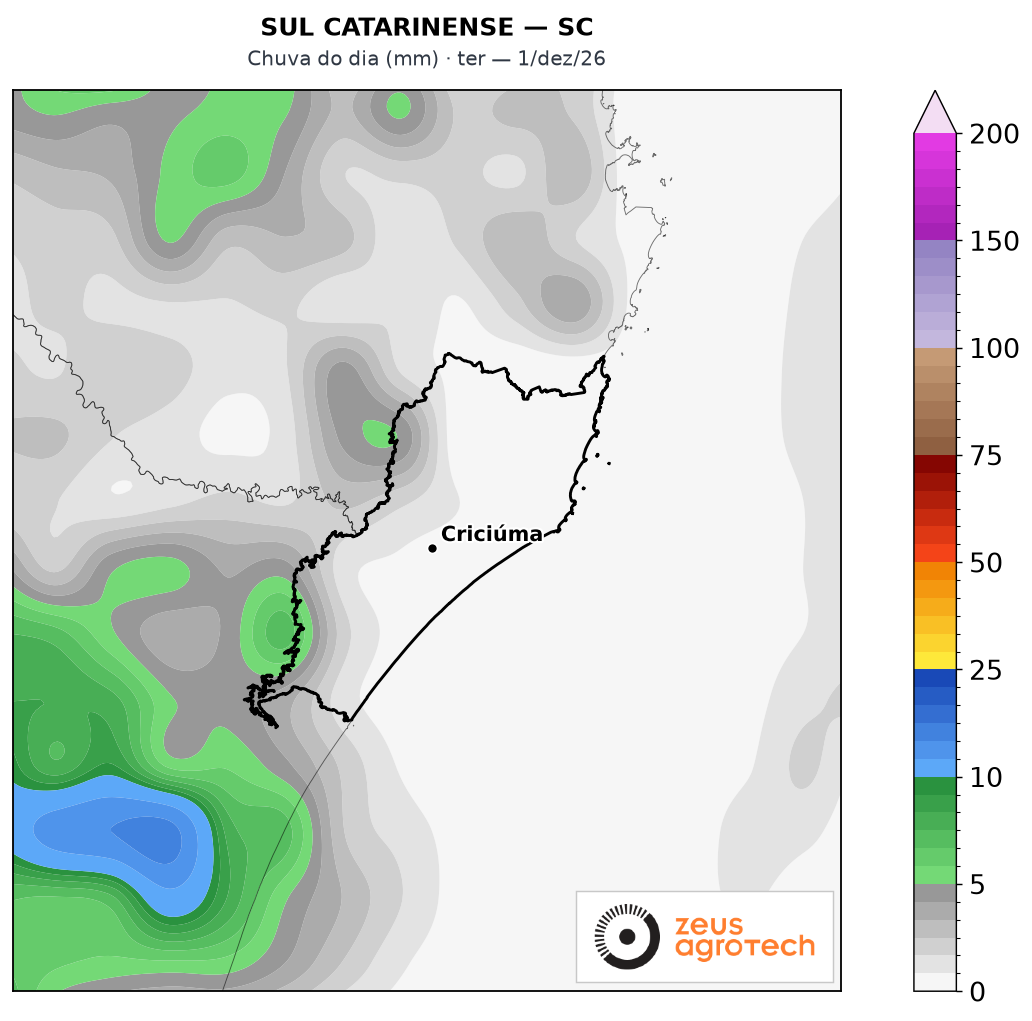 SUL CATARINENSE — SC
Chuva do dia (mm) · ter — 1/dez/26
200
150
100
75
50
25
10
5
0
Criciúma
zeus
agrotech